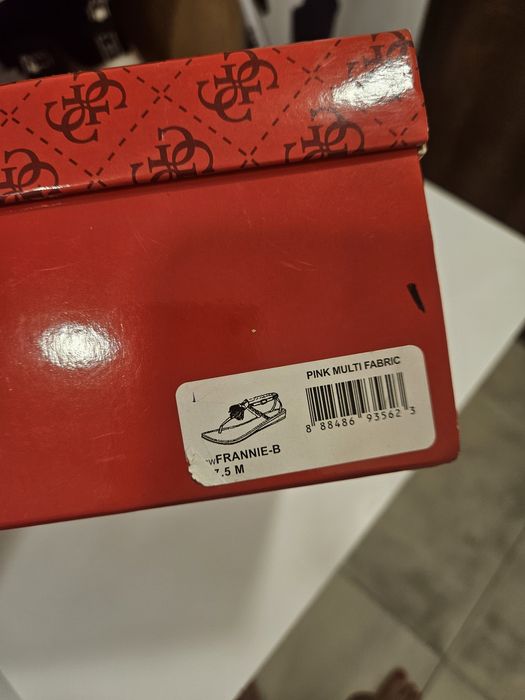 PINK MULTI FABRIC
8 88486 93562 3
FRANNIE-B
.5 M